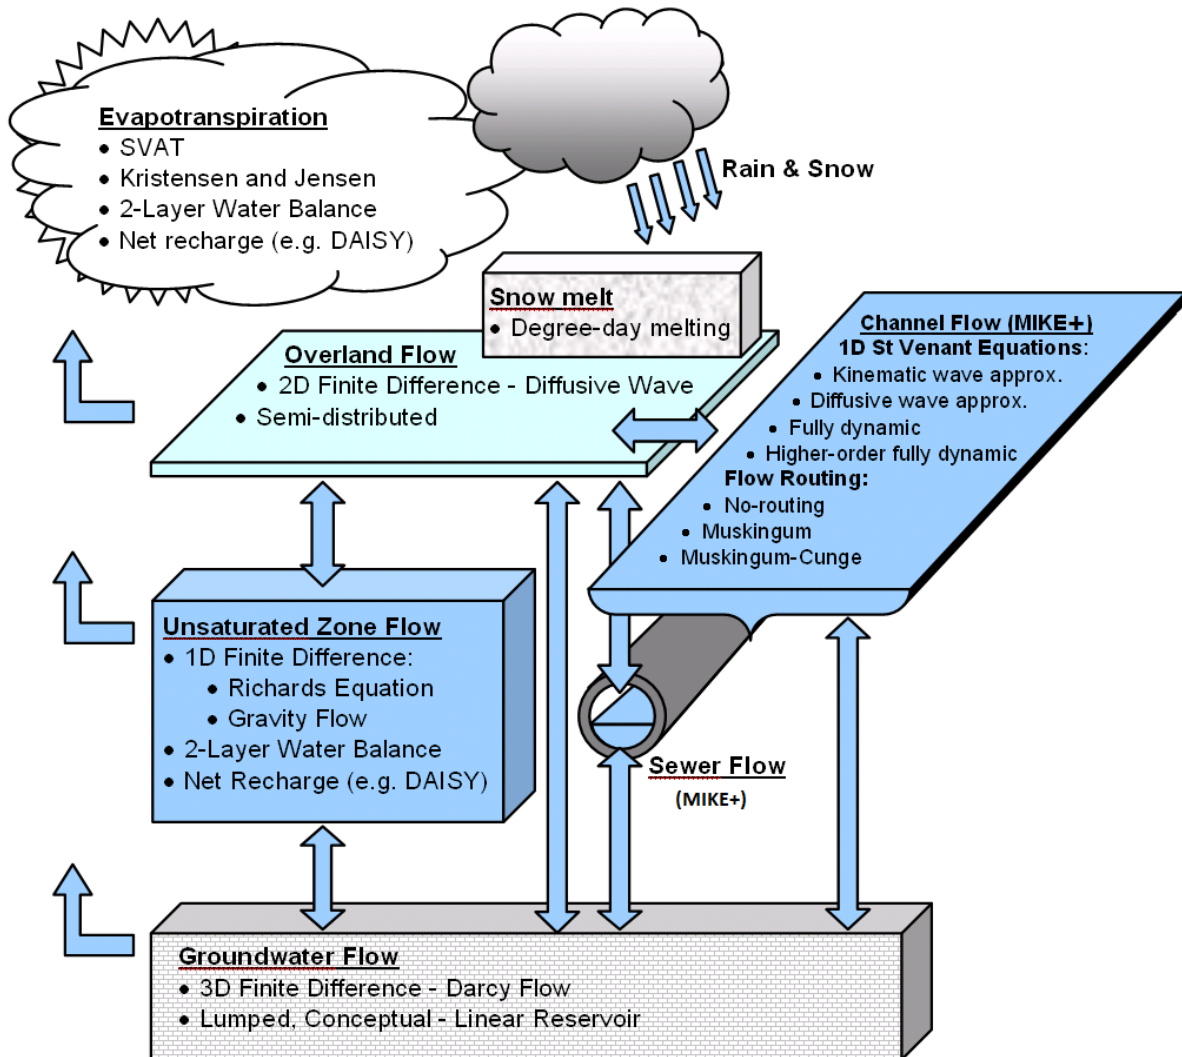 Evapotranspiration
• SVAT
• Kristensen and Jensen
• 2-Layer Water Balance
• Net recharge (e.g. DAISY)
Rain & Snow
Snow melt
• Degree-day melting
Overland Flow
• 2D Finite Difference - Diffusive Wave
• Semi-distributed
Channel Flow (MIKE+)
1D St Venant Equations:
• Kinematic wave approx.
• Diffusive wave approx.
• Fully dynamic
• Higher-order fully dynamic
Flow Routing:
• No-routing
• Muskingum
• Muskingum-Cunge
Unsaturated Zone Flow
• 1D Finite Difference:
• Richards Equation
• Gravity Flow
• 2-Layer Water Balance
• Net Recharge (e.g. DAISY)
Sewer Flow
(MIKE+)
Groundwater Flow
• 3D Finite Difference - Darcy Flow
• Lumped, Conceptual - Linear Reservoir